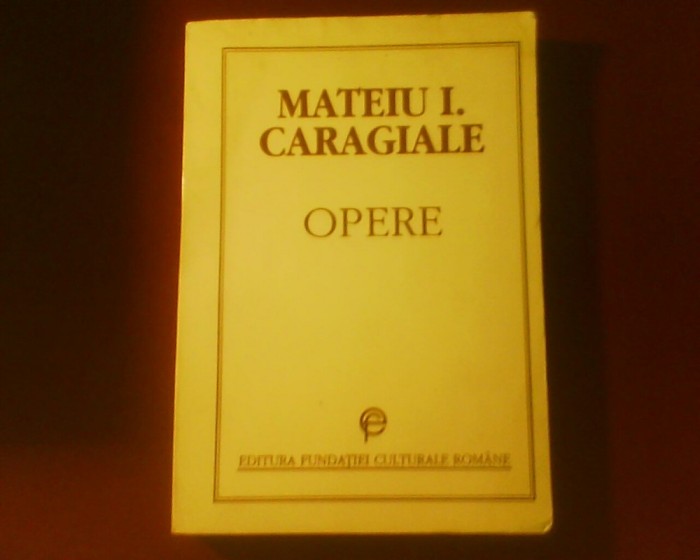 MATEIU I.
CARAGIALE
OPERE
EDITURA FUNDAȚIEI CULTURALE ROMÂNE